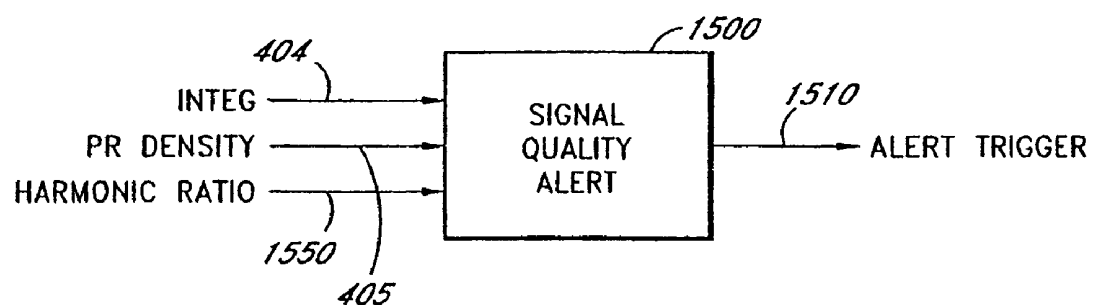 1500
404
INTEG
PR DENSITY
HARMONIC RATIO
1550
405
SIGNAL
QUALITY
ALERT
1510
ALERT TRIGGER